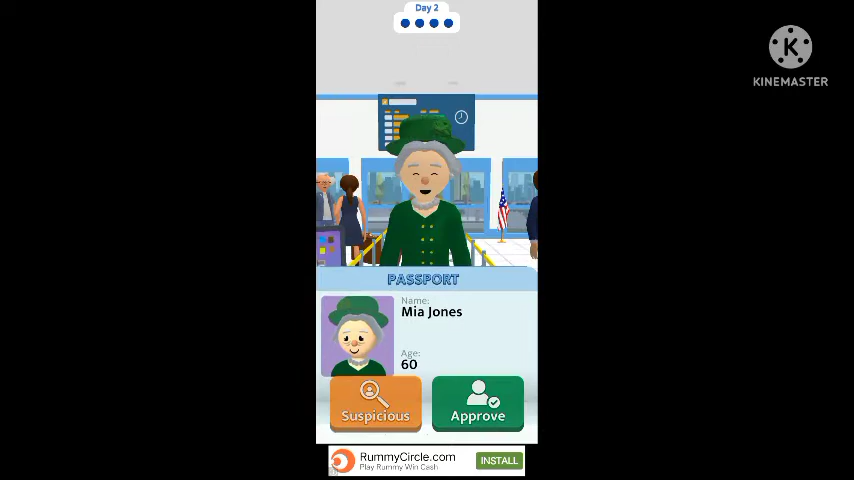 Day 2
KINEMASTER
PASSPORT
Name:
Mia Jones
Age:
60
Suspicious
Approve
RummyCircle.com
Play Rummy Win Cash
INSTALL